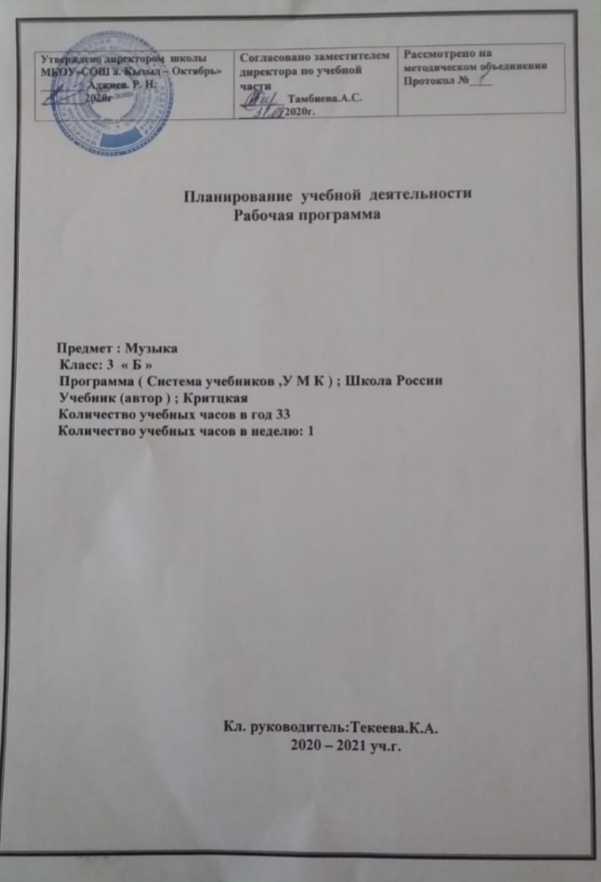 Утверждено директором школы
МКОУ«СОШ а. Кызыл – Октябрь»
Аджиев. Р. Н:
2020г
Согласовано заместителем
директора по учебной
части
Тамбиева.А.С.
2020г.
Рассмотрено на
методическом объединении
Протокол № 1
Планирование учебной деятельности
Рабочая программа
Предмет : Музыка
Класс: 3 « Б »
Программа ( Система учебников ,У М К ) ; Школа России
Учебник (автор ) ; Критцкая
Количество учебных часов в год 33
Количество учебных часов в неделю: 1
Кл. руководитель:Текеева.К.А.
2020 – 2021 уч.г.